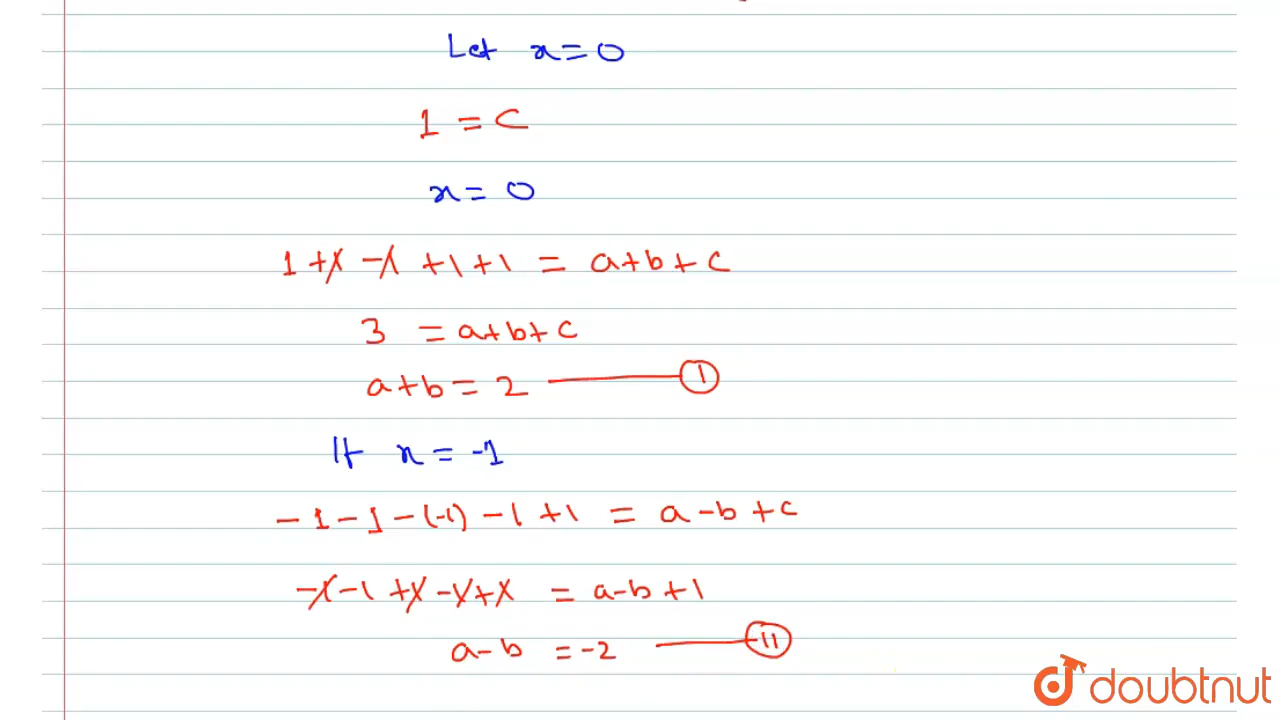 Let x = 0
1 = c
x = 0
1 + 1 - 1 + 1 + 1 = a + b + c
3 = a + b + c
a + b = 2 ——— (1)
If x = -1
- 1 - 1 - (-1) - 1 + 1 = a - b + c
- 1 - 1 + 1 - 1 + 1 = a - b + 1
a - b = -2 ——— (11)
doubtnut